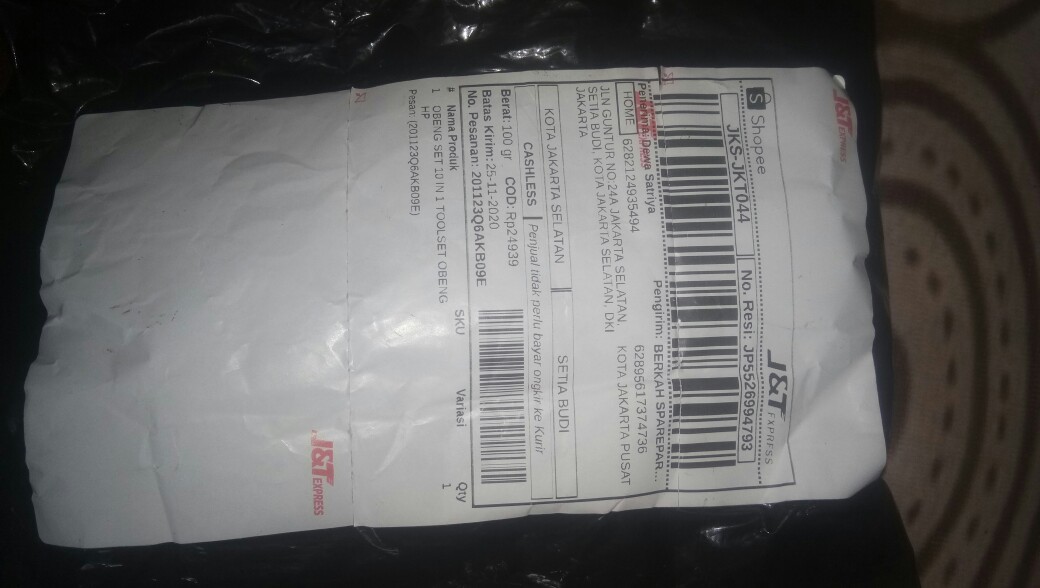 J&T EXPRESS
Shopee
J&T EXPRESS
JKS-JKT044
No. Resi: JP5526994793
Penerima: Dewa Satriya
Pengirim: BERKAH SPAREPAR...
HOME 6282124935494
62895617374736
JLN GUNTUR NO.24A JAKARTA SELATAN,
KOTA JAKARTA PUSAT
SETIA BUDI, KOTA JAKARTA SELATAN, DKI
JAKARTA
KOTA JAKARTA SELATAN
SETIA BUDI
CASHLESS Penjual tidak perlu bayar ongkir ke Kurir
Berat: 100 gr COD: Rp24939
Batas Kirim: 25-11-2020
No. Pesanan: 201123Q6AKB09E
# Nama Produk SKU Variasi Qty
1 OBENG SET 10 IN 1 TOOLSET OBENG 1
HP
Pesan: (201123Q6AKB09E)
J&T EXPRESS